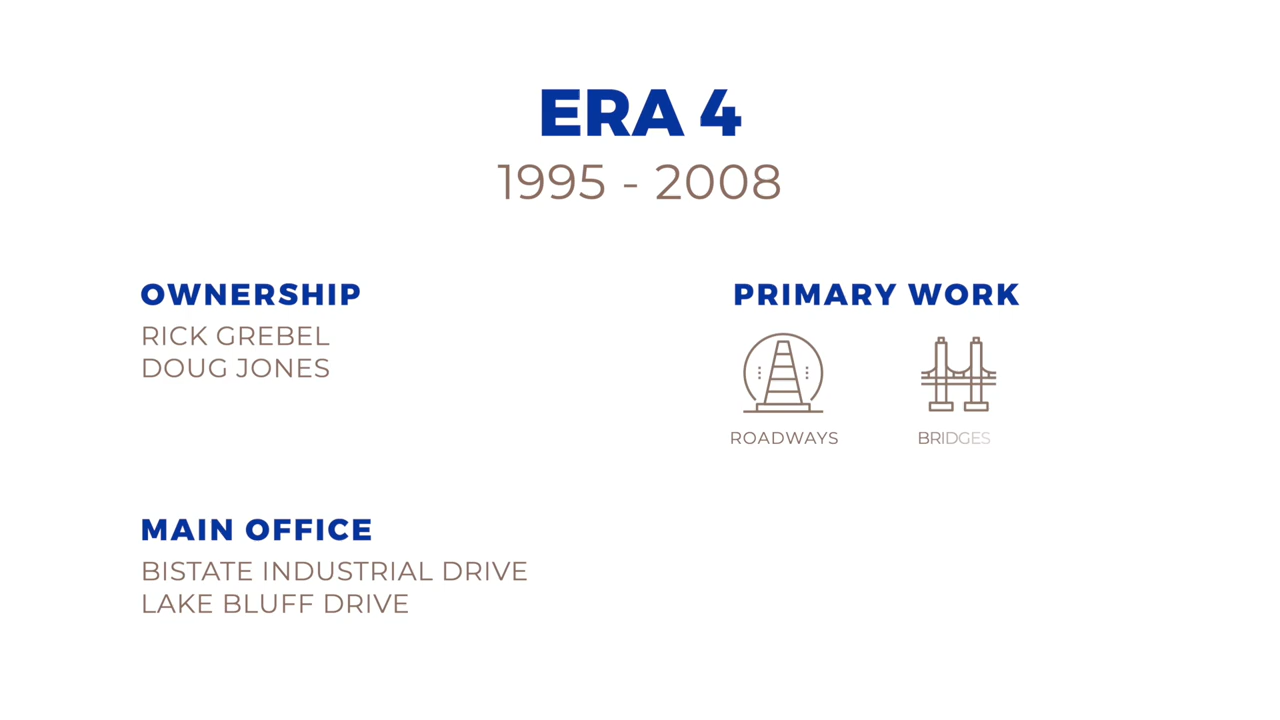 ERA 4
1995 - 2008
OWNERSHIP
RICK GREBEL
DOUG JONES
PRIMARY WORK
ROADWAYS
BRIDGES
MAIN OFFICE
BISTATE INDUSTRIAL DRIVE
LAKE BLUFF DRIVE